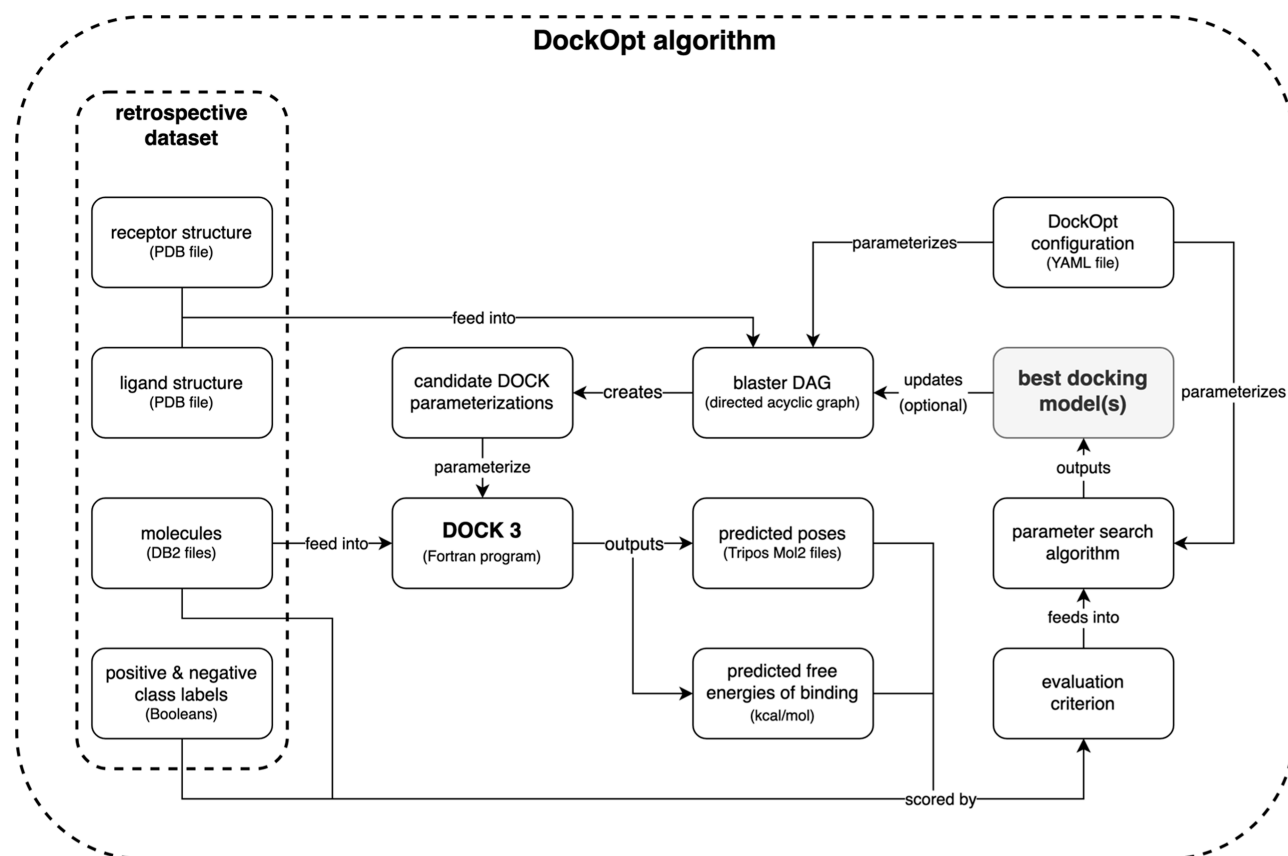 DockOpt algorithm
retrospective
dataset
receptor structure
(PDB file)
DockOpt
configuration
(YAML file)
parameterizes
feed into
ligand structure
(PDB file)
candidate DOCK
parameterizations
creates
blaster DAG
(directed acyclic graph)
updates
(optional)
best docking
model(s)
parameterizes
parameterize
outputs
molecules
(DB2 files)
feed into
DOCK 3
(Fortran program)
outputs
predicted poses
(Tripos Mol2 files)
parameter search
algorithm
feeds into
positive & negative
class labels
(Booleans)
predicted free
energies of binding
(kcal/mol)
evaluation
criterion
scored by